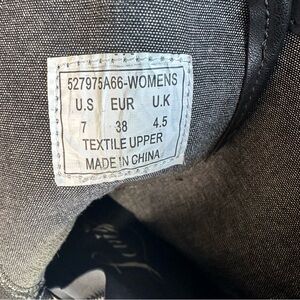 527975A66-WOMENS
U.S EUR U.K
7 38 4.5
TEXTILE UPPER
MADE IN CHINA